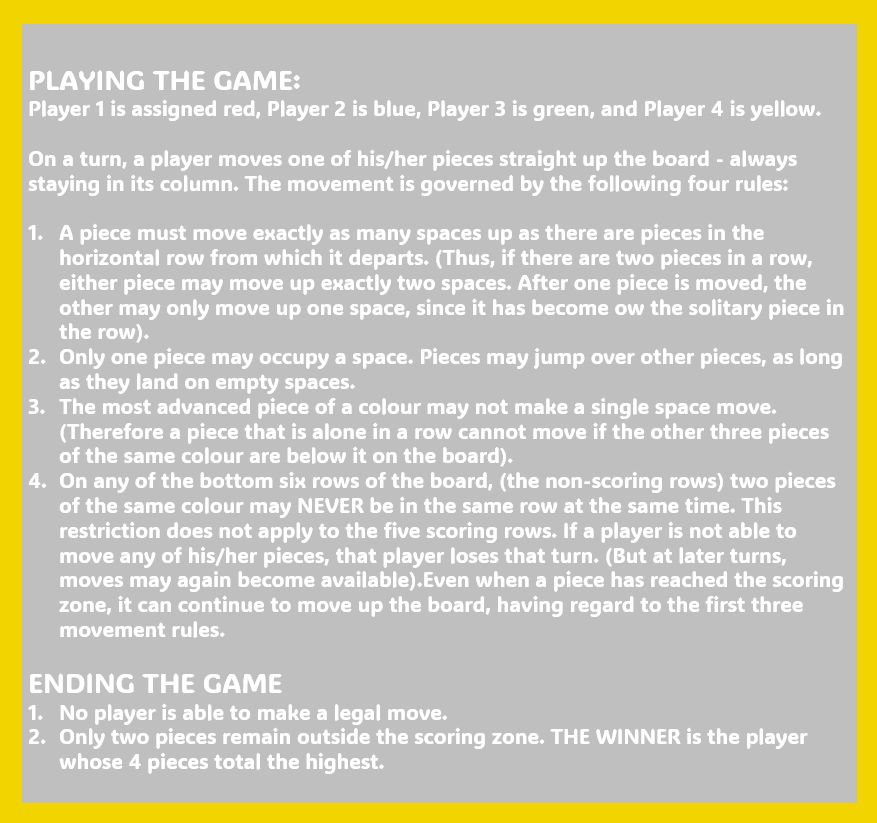 PLAYING THE GAME:
Player 1 is assigned red, Player 2 is blue, Player 3 is green, and Player 4 is yellow.
On a turn, a player moves one of his/her pieces straight up the board - always
staying in its column. The movement is governed by the following four rules:
1. A piece must move exactly as many spaces up as there are pieces in the
horizontal row from which it departs. (Thus, if there are two pieces in a row,
either piece may move up exactly two spaces. After one piece is moved, the
other may only move up one space, since it has become ow the solitary piece in
the row).
2. Only one piece may occupy a space. Pieces may jump over other pieces, as long
as they land on empty spaces.
3. The most advanced piece of a colour may not make a single space move.
(Therefore a piece that is alone in a row cannot move if the other three pieces
of the same colour are below it on the board).
4. On any of the bottom six rows of the board, (the non-scoring rows) two pieces
of the same colour may NEVER be in the same row at the same time. This
restriction does not apply to the five scoring rows. If a player is not able to
move any of his/her pieces, that player loses that turn. (But at later turns,
moves may again become available).Even when a piece has reached the scoring
zone, it can continue to move up the board, having regard to the first three
movement rules.
ENDING THE GAME
1. No player is able to make a legal move.
2. Only two pieces remain outside the scoring zone. THE WINNER is the player
whose 4 pieces total the highest.